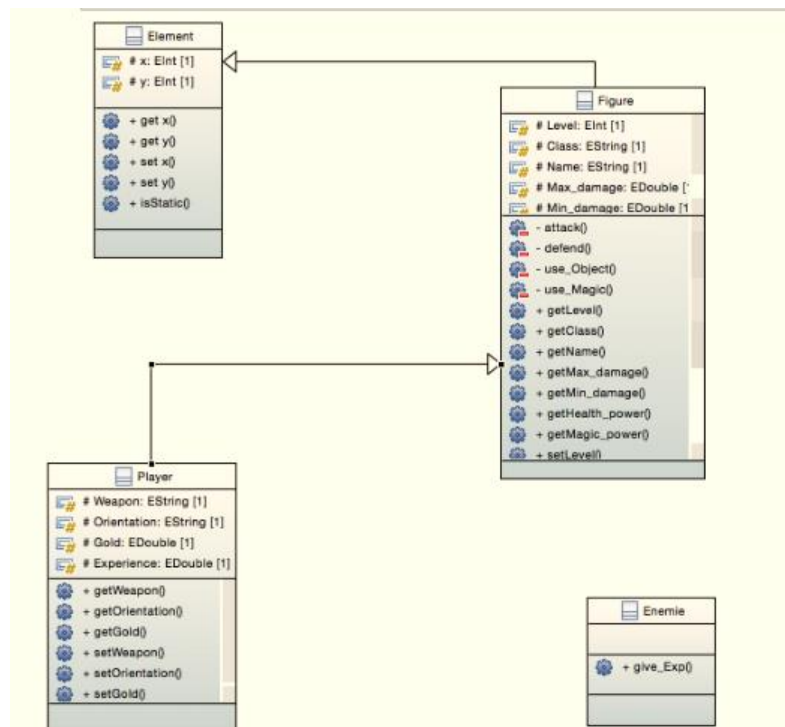 Element
# x: EInt [1]
# y: EInt [1]
+ get x()
+ get y()
+ set x()
+ set y()
+ isStatic()
Figure
# Level: EInt [1]
# Class: EString [1]
# Name: EString [1]
# Max_damage: EDouble [
# Min_damage: EDouble [1
- attack()
- defend()
- use_Object()
- use_Magic()
+ getLevel()
+ getClass()
+ getName()
+ getMax_damage()
+ getMin_damage()
+ getHealth_power()
+ getMagic_power()
+ setLevel()
Player
# Weapon: EString [1]
# Orientation: EString [1]
# Gold: EDouble [1]
# Experience: EDouble [1]
+ getWeapon()
+ getOrientation()
+ getGold()
+ setWeapon()
+ setOrientation()
+ setGold()
Enemie
+ give_Exp()